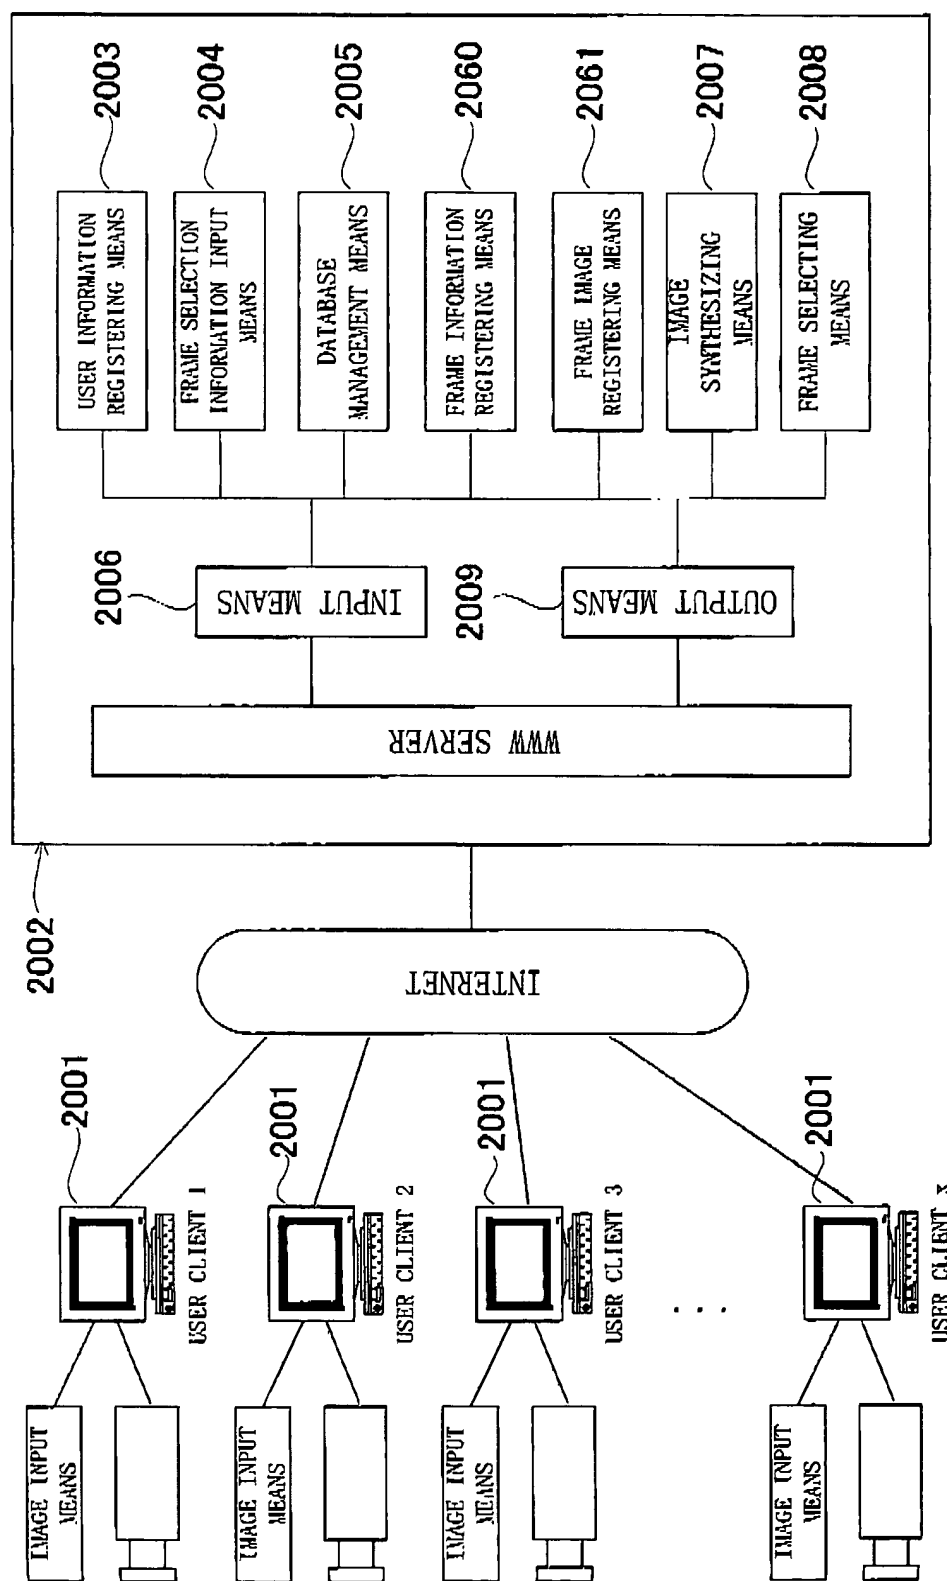 2002
2003
USER INFORMATION
REGISTERING MEANS
2004
FRAME SELECTION
INFORMATION INPUT
MEANS
2005
DATABASE
MANAGEMENT MEANS
2060
FRAME INFORMATION
REGISTERING MEANS
2061
FRAME IMAGE
REGISTERING MEANS
2007
IMAGE
SYNTHESIZING
MEANS
2008
FRAME SELECTING
MEANS
2006
INPUT MEANS
2009
OUTPUT MEANS
WWW SERVER
INTERNET
2001
USER CLIENT 1
IMAGE INPUT
MEANS
2001
USER CLIENT 2
IMAGE INPUT
MEANS
2001
USER CLIENT 3
IMAGE INPUT
MEANS
...
2001
USER CLIENT x
IMAGE INPUT
MEANS